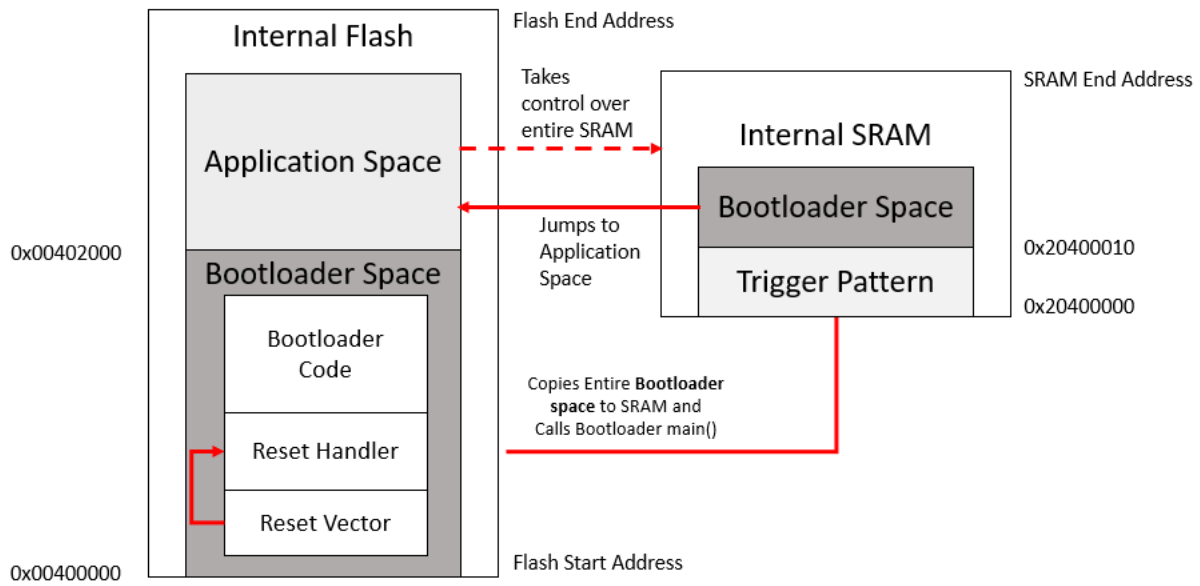 Internal Flash
Flash End Address
Application Space
Takes
control over
entire SRAM
SRAM End Address
Internal SRAM
Bootloader Space
Jumps to
Application
Space
0x00402000
0x20400010
Trigger Pattern
0x20400000
Bootloader Space
Bootloader
Code
Reset Handler
Reset Vector
Copies Entire Bootloader
space to SRAM and
Calls Bootloader main()
Flash Start Address
0x00400000